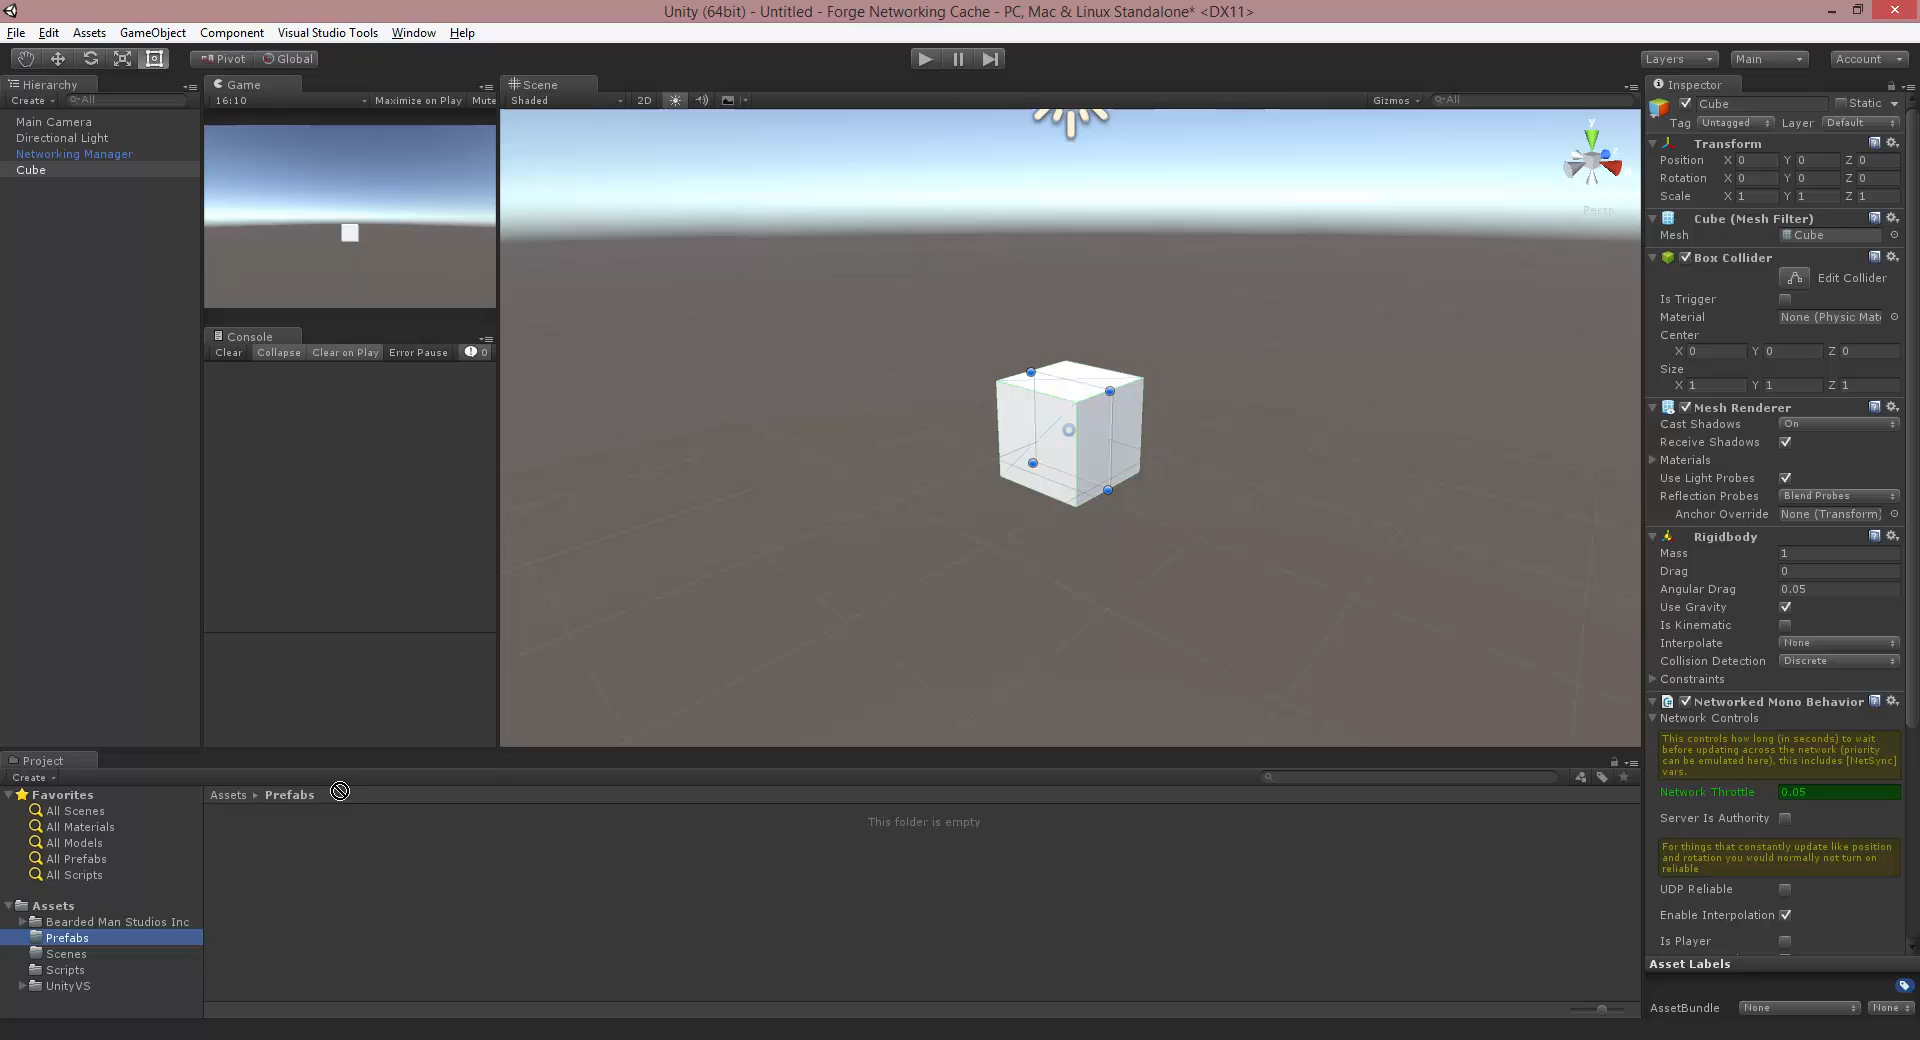 Unity (64bit) - Untitled - Forge Networking Cache - PC, Mac & Linux Standalone* <DX11>
File Edit Assets GameObject Component Visual Studio Tools Window Help
Pivot Global
Layers Main Account
Hierarchy
Create All
Main Camera
Directional Light
Networking Manager
Cube
Game
16:10 Maximize on Play Mute
Console
Clear Collapse Clear on Play Error Pause 0
Scene
Shaded 2D Gizmos All
y
Persp
Inspector
Cube Static
Tag Untagged Layer Default
Transform
Position X 0 Y 0 Z 0
Rotation X 0 Y 0 Z 0
Scale X 1 Y 1 Z 1
Cube (Mesh Filter)
Mesh Cube
Box Collider
Edit Collider
Is Trigger
Material None (Physic Mate
Center
X 0 Y 0 Z 0
Size
X 1 Y 1 Z 1
Mesh Renderer
Cast Shadows On
Receive Shadows
Materials
Use Light Probes
Reflection Probes Blend Probes
Anchor Override None (Transform)
Rigidbody
Mass 1
Drag 0
Angular Drag 0.05
Use Gravity
Is Kinematic
Interpolate None
Collision Detection Discrete
Constraints
Networked Mono Behavior
Network Controls
This controls how long (in seconds) to wait
before updating across the network (priority
can be emulated here), this includes [NetSync]
vars.
Network Throttle 0.05
Server Is Authority
For things that constantly update like position
and rotation you would normally not turn on
reliable
UDP Reliable
Enable Interpolation
Is Player
Asset Labels
AssetBundle None None
Project
Create
Favorites
All Scenes
All Materials
All Models
All Prefabs
All Scripts
Assets
Bearded Man Studios Inc
Prefabs
Scenes
Scripts
UnityVS
Assets Prefabs
This folder is empty